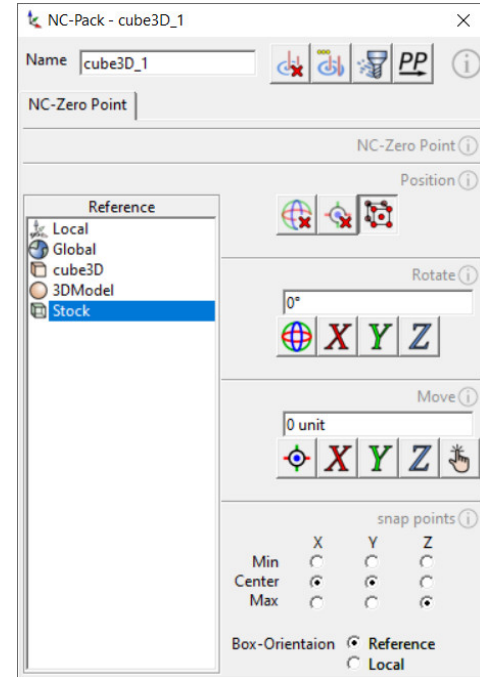 NC-Pack - cube3D_1
Name cube3D_1 PP
NC-Zero Point
NC-Zero Point
Position
Reference
Local
Global
cube3D
3DModel
Stock
Rotate
0°
X Y Z
Move
0 unit
X Y Z
snap points
X Y Z
Min
Center
Max
Box-Orientaion Reference
Local